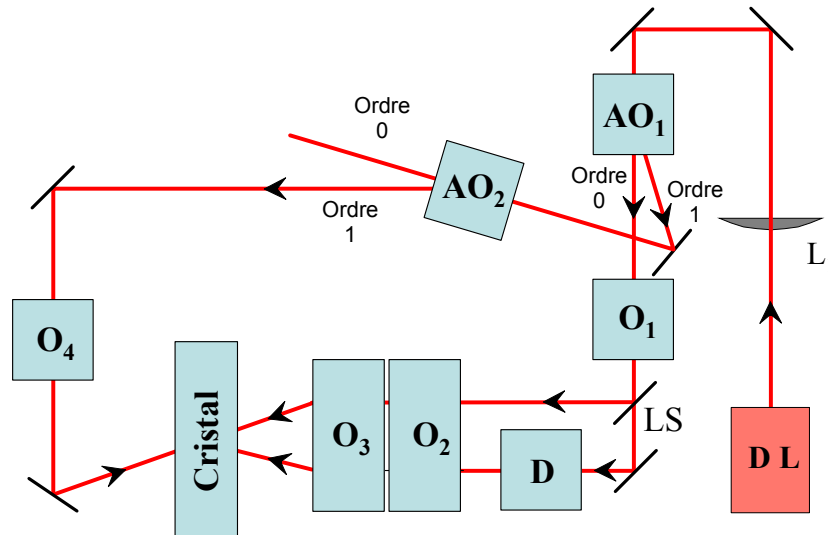 AO₁
Ordre
0
AO₂
Ordre
0
Ordre
1
Ordre
1
L
O₁
O₄
LS
Cristal
O₃
O₂
D
D L